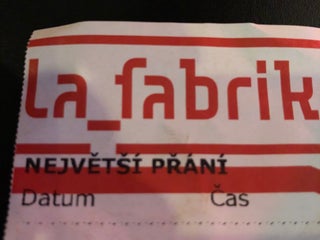 la_fabrik
NEJVĚTŠÍ PŘÁNÍ
Datum Čas